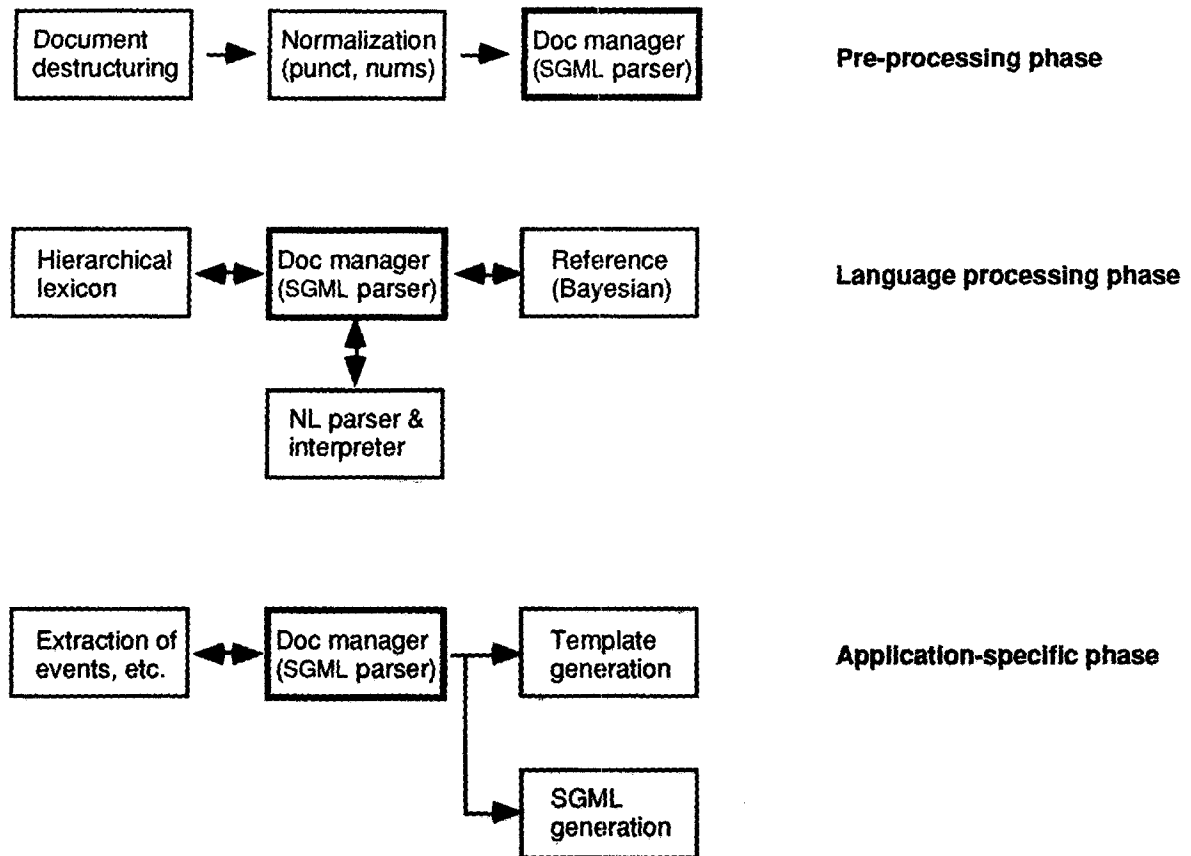 Document
destructuring
Normalization
(punct, nums)
Doc manager
(SGML parser)
Pre-processing phase
Hierarchical
lexicon
Doc manager
(SGML parser)
Reference
(Bayesian)
Language processing phase
NL parser &
interpreter
Extraction of
events, etc.
Doc manager
(SGML parser)
Template
generation
Application-specific phase
SGML
generation